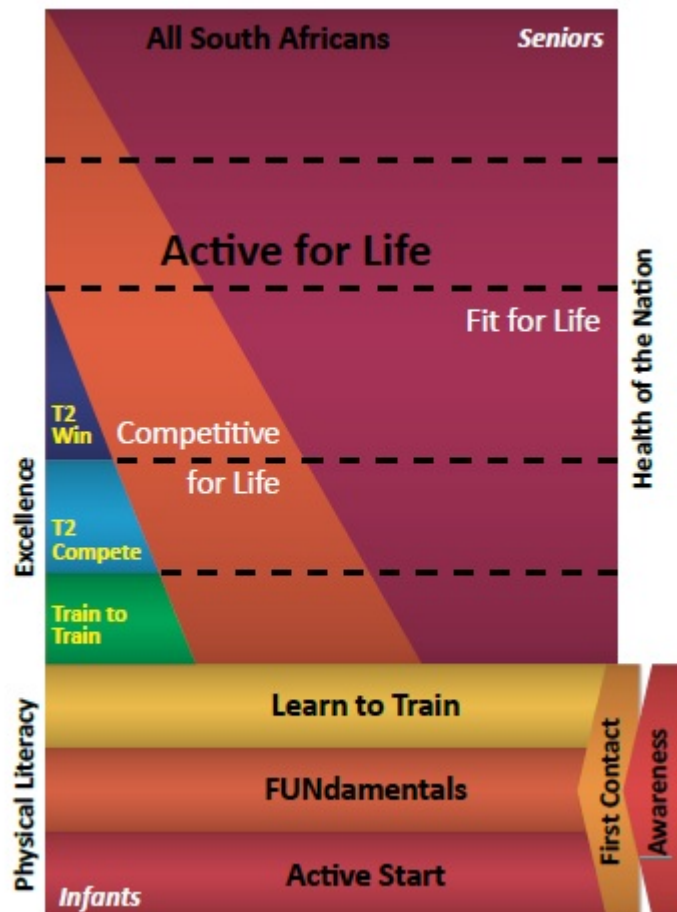 All South Africans
Seniors
Active for Life
Fit for Life
Health of the Nation
T2
Win
Competitive
for Life
Excellence
T2
Compete
Train to
Train
Physical Literacy
Learn to Train
FUNdamentals
Active Start
Infants
First Contact
Awareness